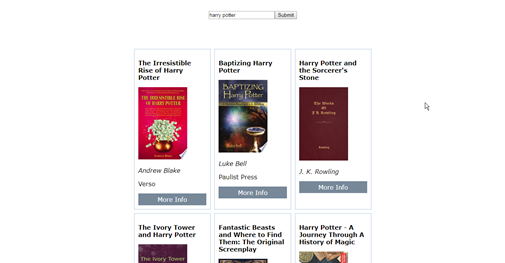 harry potter
Submit
The Irresistible
Rise of Harry
Potter
THE IRRESISTIBLE RISE
OF HARRY POTTER
Andrew Blake
Verso
More Info
Baptizing Harry
Potter
BAPTIZING
Harry Potter
Luke Bell
Paulist Press
More Info
Harry Potter and
the Sorcerer's
Stone
The Works
OF
J. K. Rowling
Rowling
J. K. Rowling
More Info
The Ivory Tower
and Harry Potter
The Ivory Tower
Fantastic Beasts
and Where to Find
Them: The Original
Screenplay
Harry Potter - A
Journey Through A
History of Magic